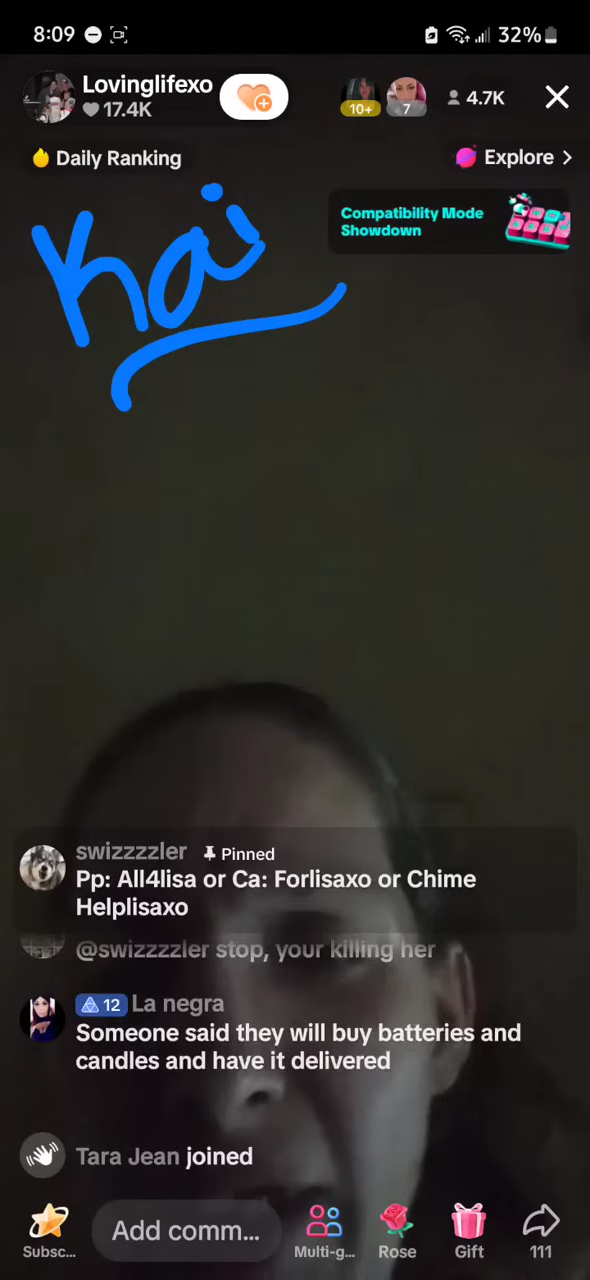 8:09
32%
Lovinglifexo
17.4K
10+
7
4.7K
Daily Ranking
Explore
Kai
Compatibility Mode
Showdown
swizzzzler Pinned
Pp: All4lisa or Ca: Forlisaxo or Chime
Helplisaxo
@swizzzzler stop, your killing her
12 La negra
Someone said they will buy batteries and
candles and have it delivered
Tara Jean joined
Subsc...
Add comm...
Multi-g...
Rose
Gift
111